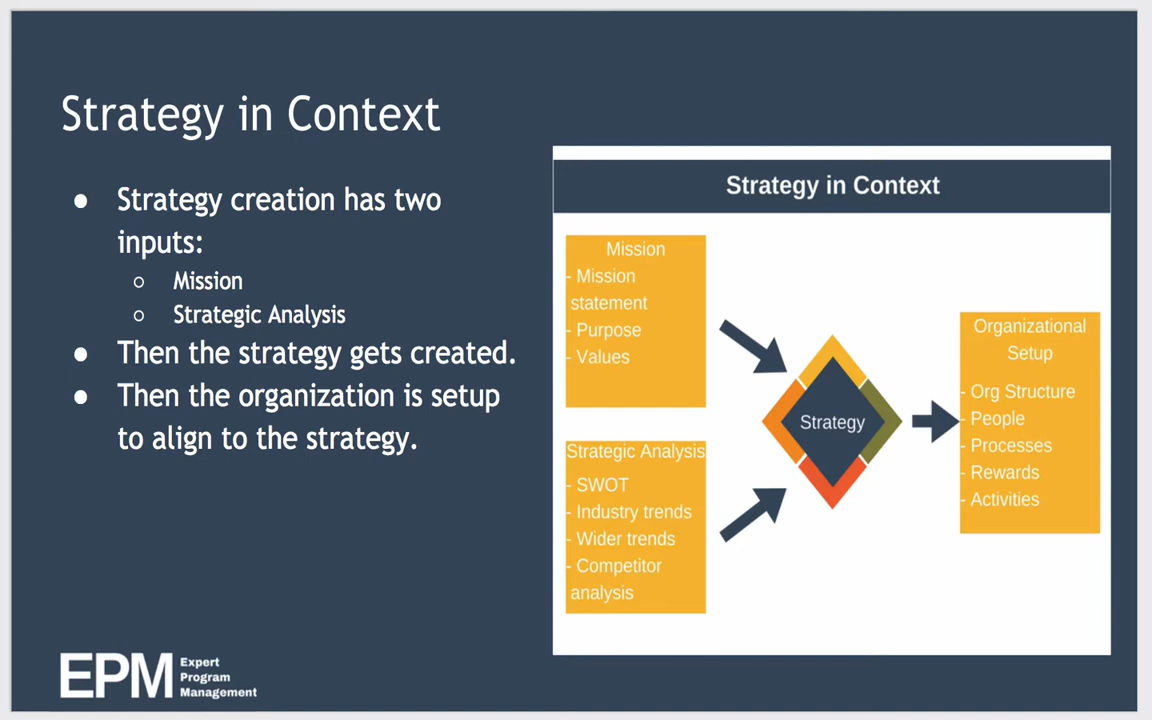 Strategy in Context
● Strategy creation has two
inputs:
○ Mission
○ Strategic Analysis
● Then the strategy gets created.
● Then the organization is setup
to align to the strategy.
Strategy in Context
Mission
- Mission
statement
- Purpose
- Values
Strategic Analysis
- SWOT
- Industry trends
- Wider trends
- Competitor
analysis
Strategy
Organizational
Setup
- Org Structure
- People
- Processes
- Rewards
- Activities
EPM
Expert
Program
Management